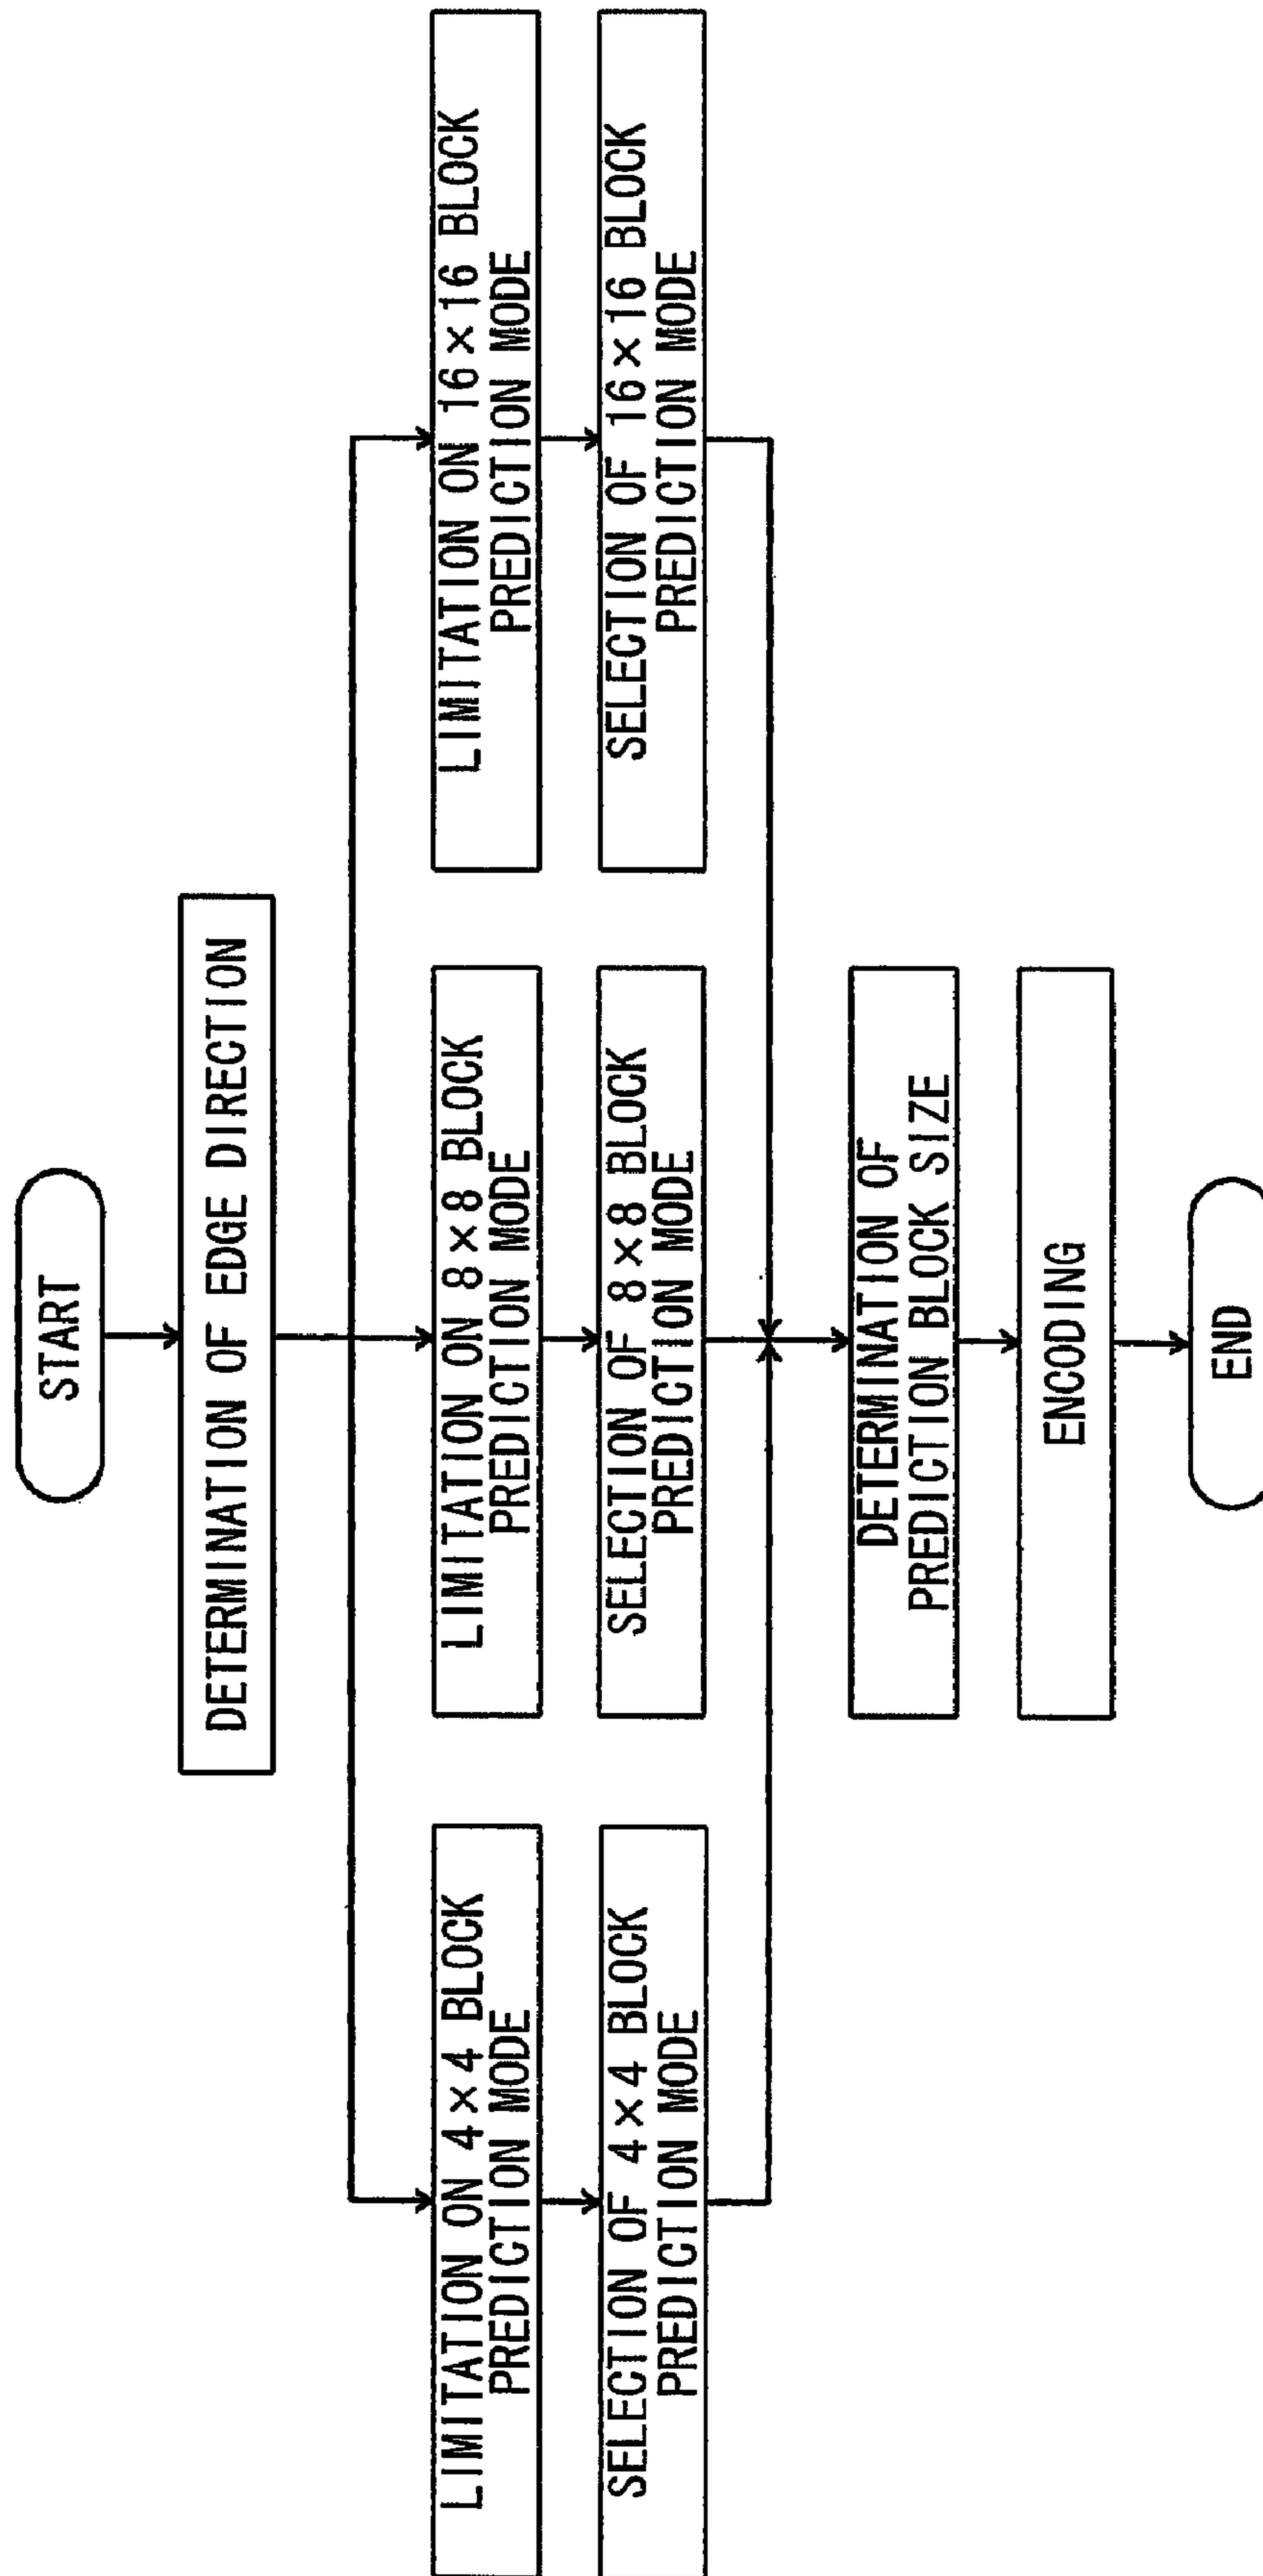 START
DETERMINATION OF EDGE DIRECTION
LIMITATION ON 4×4 BLOCK
PREDICTION MODE
LIMITATION ON 8×8 BLOCK
PREDICTION MODE
LIMITATION ON 16×16 BLOCK
PREDICTION MODE
SELECTION OF 4×4 BLOCK
PREDICTION MODE
SELECTION OF 8×8 BLOCK
PREDICTION MODE
SELECTION OF 16×16 BLOCK
PREDICTION MODE
DETERMINATION OF
PREDICTION BLOCK SIZE
ENCODING
END